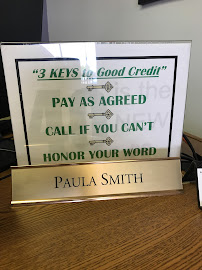 "3 KEYS to Good Credit"
PAY AS AGREED
CALL IF YOU CAN'T
HONOR YOUR WORD
PAULA SMITH